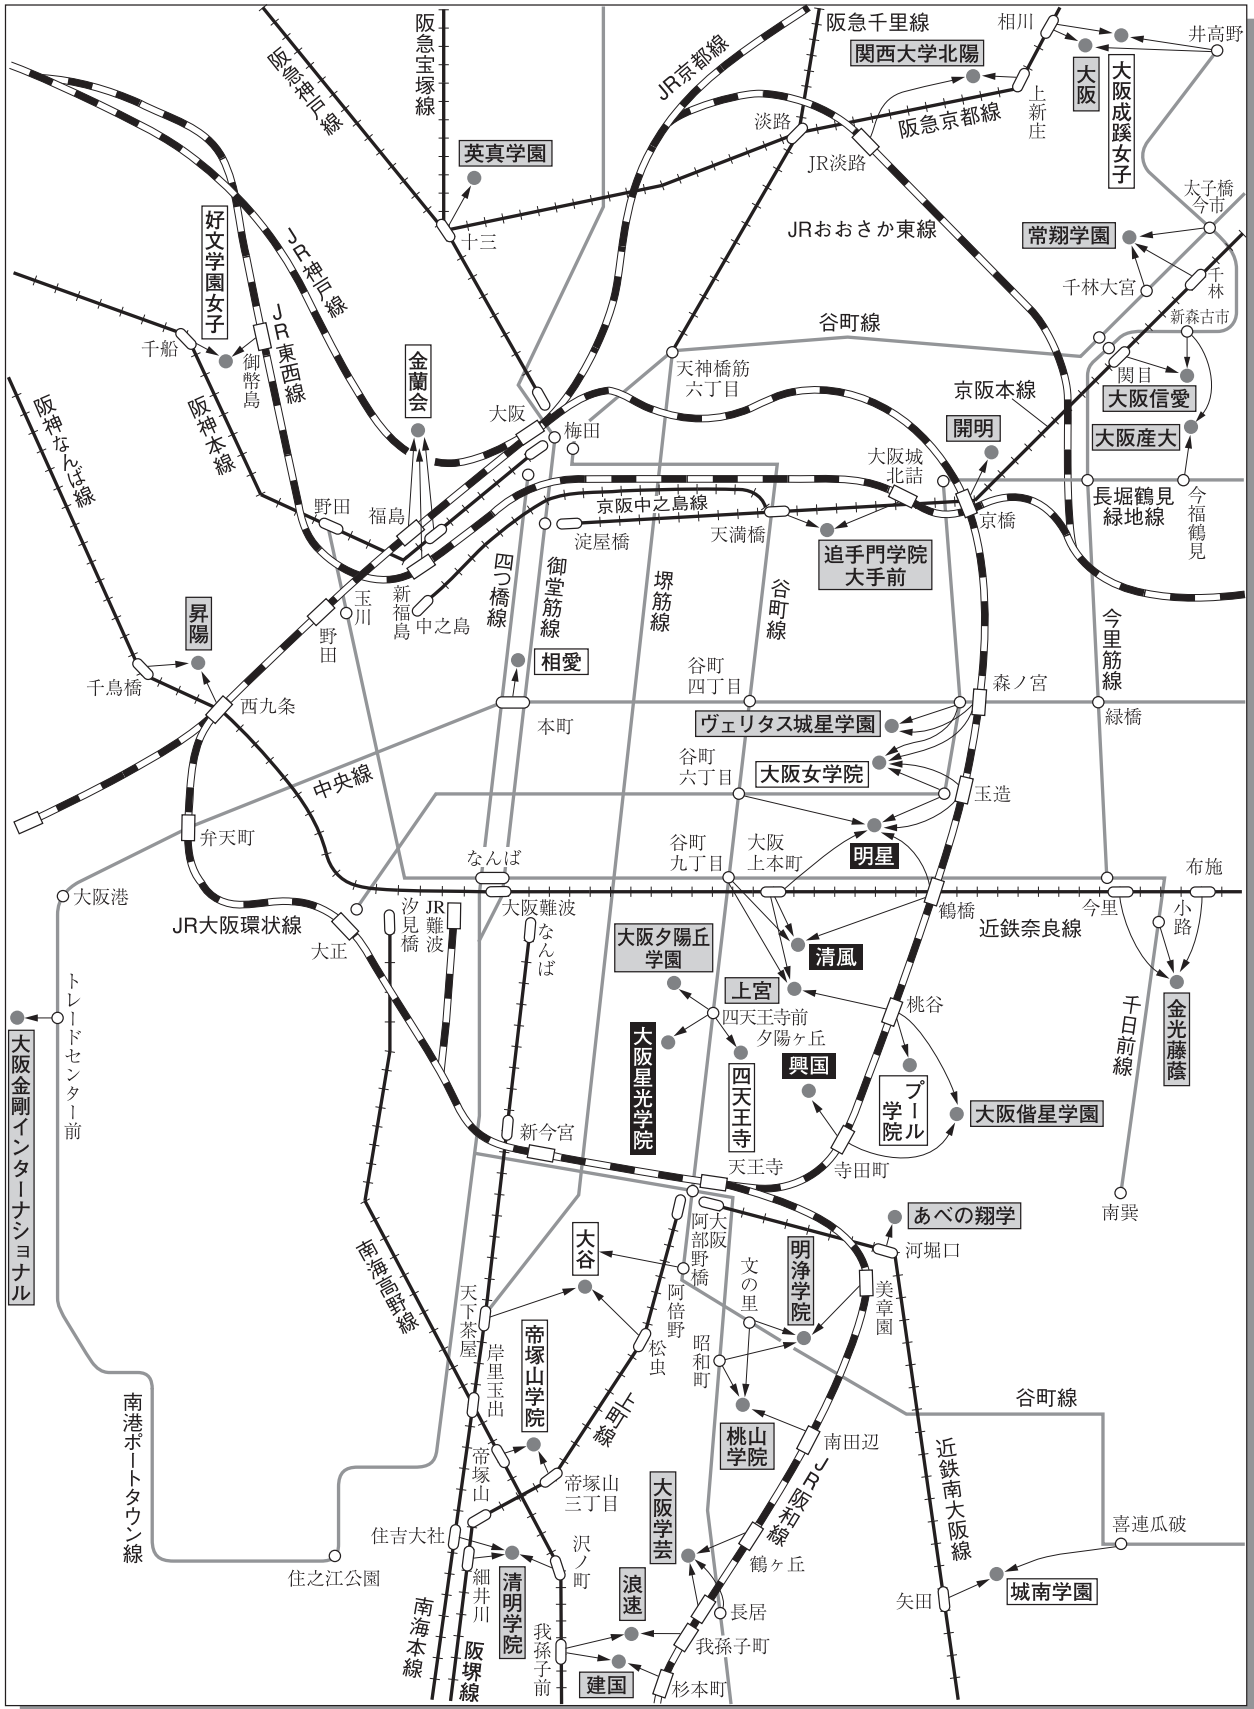 阪急神戸線
阪急宝塚線
JR京都線
阪急千里線
関西大学北陽
相川
井高野
大阪
大阪成蹊女子
上新庄
阪急京都線
淡路
JR淡路
英真学園
十三
太子橋
今市
常翔学園
千林大宮
千林
新森古市
JRおおさか東線
好文学園女子
JR神戸線
千船
御幣島
JR東西線
阪神本線
阪神なんば線
金蘭会
谷町線
天神橋筋
六丁目
関目
大阪信愛
大阪産大
京阪本線
開明
大阪
梅田
大阪城
北詰
京橋
長堀鶴見
緑地線
今福鶴見
野田
福島
京阪中之島線
淀屋橋
天満橋
追手門学院
大手前
玉川
新福島
中之島
野田
四つ橋線
御堂筋線
堺筋線
谷町線
今里筋線
昇陽
千鳥橋
西九条
相愛
本町
谷町
四丁目
森ノ宮
緑橋
ヴェリタス城星学園
谷町
六丁目
大阪女学院
玉造
中央線
弁天町
明星
谷町
九丁目
大阪
上本町
なんば
大阪港
JR大阪環状線
大正
汐見橋
JR難波
大阪難波
なんば
鶴橋
近鉄奈良線
今里
布施
小路
清風
大阪夕陽丘
学園
上宮
四天王寺前
夕陽ヶ丘
桃谷
千日前線
金光藤蔭
トレードセンター前
大阪金剛インターナショナル
大阪星光学院
四天王寺
興国
プール
学院
大阪偕星学園
新今宮
天王寺
寺田町
南巽
大阪
阿部野橋
あべの翔学
河堀口
南海高野線
大谷
阿倍野
文の里
明浄学院
美章園
天下茶屋
帝塚山学院
松虫
昭和町
岸里玉出
上町線
谷町線
南港ポートタウン線
桃山
学院
南田辺
帝塚山
帝塚山
三丁目
JR阪和線
近鉄南大阪線
大阪学芸
鶴ヶ丘
喜連瓜破
住之江公園
住吉大社
細井川
清明学院
沢ノ町
浪速
長居
矢田
城南学園
南海本線
阪堺線
我孫子前
我孫子町
建国
杉本町